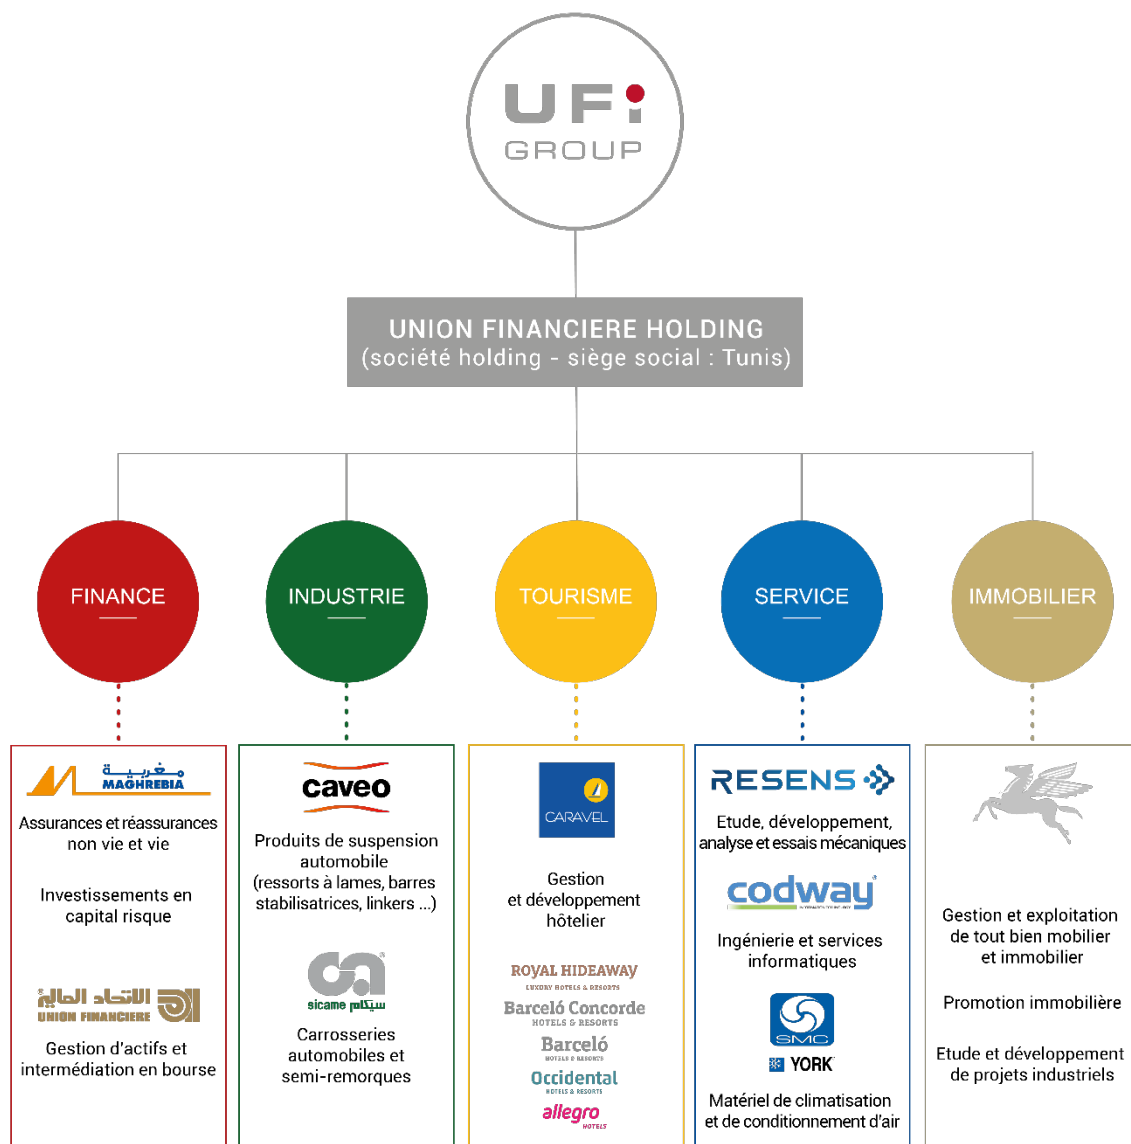 UFi
GROUP
UNION FINANCIERE HOLDING
(société holding - siège social : Tunis)
FINANCE
INDUSTRIE
TOURISME
SERVICE
IMMOBILIER
مغربية
MAGHREBIA
Assurances et réassurances
non vie et vie
Investissements en
capital risque
الاتحاد المالي
UNION FINANCIERE
Gestion d'actifs et
intermédiation en bourse
caveo
Produits de suspension
automobile
(ressorts à lames, barres
stabilisatrices, linkers ...)
sicame سيكام
Carrosseries
automobiles et
semi-remorques
CARAVEL
Gestion
et développement
hôtelier
ROYAL HIDEAWAY
LUXURY HOTELS & RESORTS
Barceló Concorde
HOTELS & RESORTS
Barceló
HOTELS & RESORTS
Occidental
HOTELS & RESORTS
allegro
HOTELS
RESENS
Etude, développement,
analyse et essais mécaniques
codway
Ingénierie et services
informatiques
SMC
YORK
Matériel de climatisation
et de conditionnement d'air
Gestion et exploitation
de tout bien mobilier
et immobilier
Promotion immobilière
Etude et développement
de projets industriels